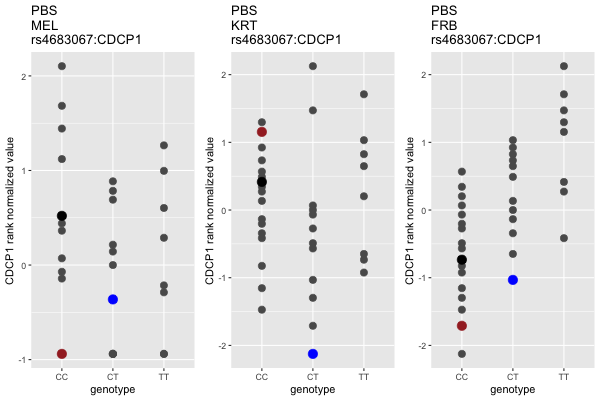 PBS
MEL
rs4683067:CDCP1
CDCP1 rank normalized value
2
1
0
-1
CC
CT
TT
genotype
PBS
KRT
rs4683067:CDCP1
CDCP1 rank normalized value
2
1
0
-1
-2
CC
CT
TT
genotype
PBS
FRB
rs4683067:CDCP1
CDCP1 rank normalized value
2
1
0
-1
-2
CC
CT
TT
genotype